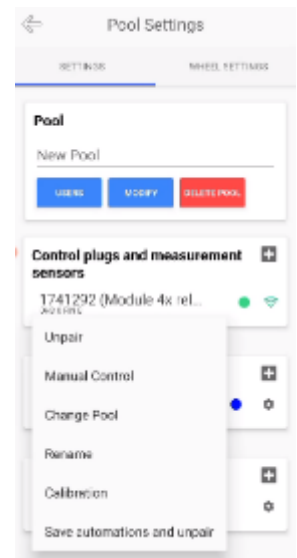 Pool Settings
SETTINGS
WHEEL SETTINGS
Pool
New Pool
USERS
MODIFY
DELETE POOL
Control plugs and measurement
sensors
1741292 (Module 4x rel...
Unpair
Manual Control
Change Pool
Rename
Calibration
Save automations and unpair